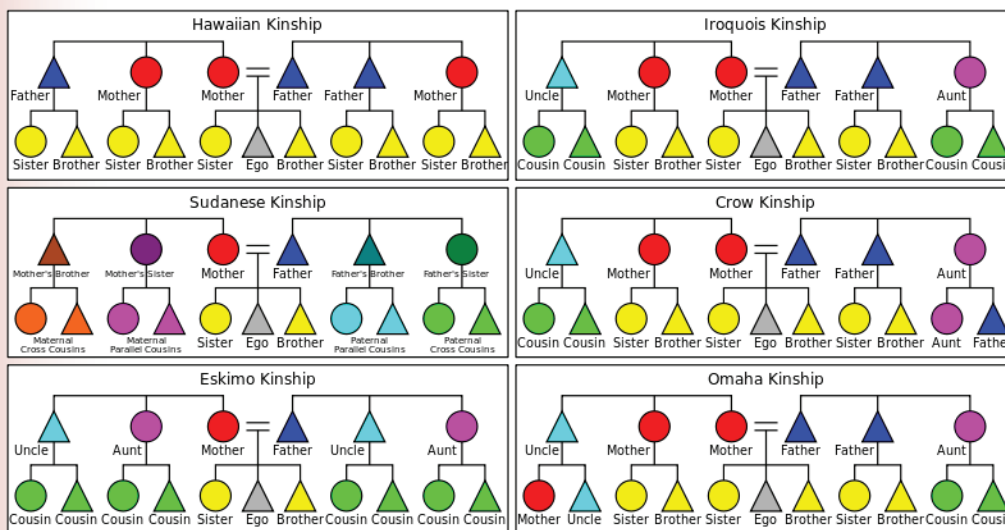 Hawaiian Kinship
Father Mother Mother Father Father Mother
Sister Brother Sister Brother Sister Ego Brother Sister Brother Sister Brother
Iroquois Kinship
Uncle Mother Mother Father Father Aunt
Cousin Cousin Sister Brother Sister Ego Brother Sister Brother Cousin Cousi
Sudanese Kinship
Mother's Brother Mother's Sister Mother Father Father's Brother Father's Sister
Maternal Cross Cousins Maternal Parallel Cousins Sister Ego Brother Paternal Parallel Cousins Paternal Cross Cousins
Crow Kinship
Uncle Mother Mother Father Father Aunt
Cousin Cousin Sister Brother Sister Ego Brother Sister Brother Aunt Fathe
Eskimo Kinship
Uncle Aunt Mother Father Uncle Aunt
Cousin Cousin Cousin Cousin Sister Ego Brother Cousin Cousin Cousin Cousin
Omaha Kinship
Uncle Mother Mother Father Father Aunt
Mother Uncle Sister Brother Sister Ego Brother Sister Brother Cousin Cousi